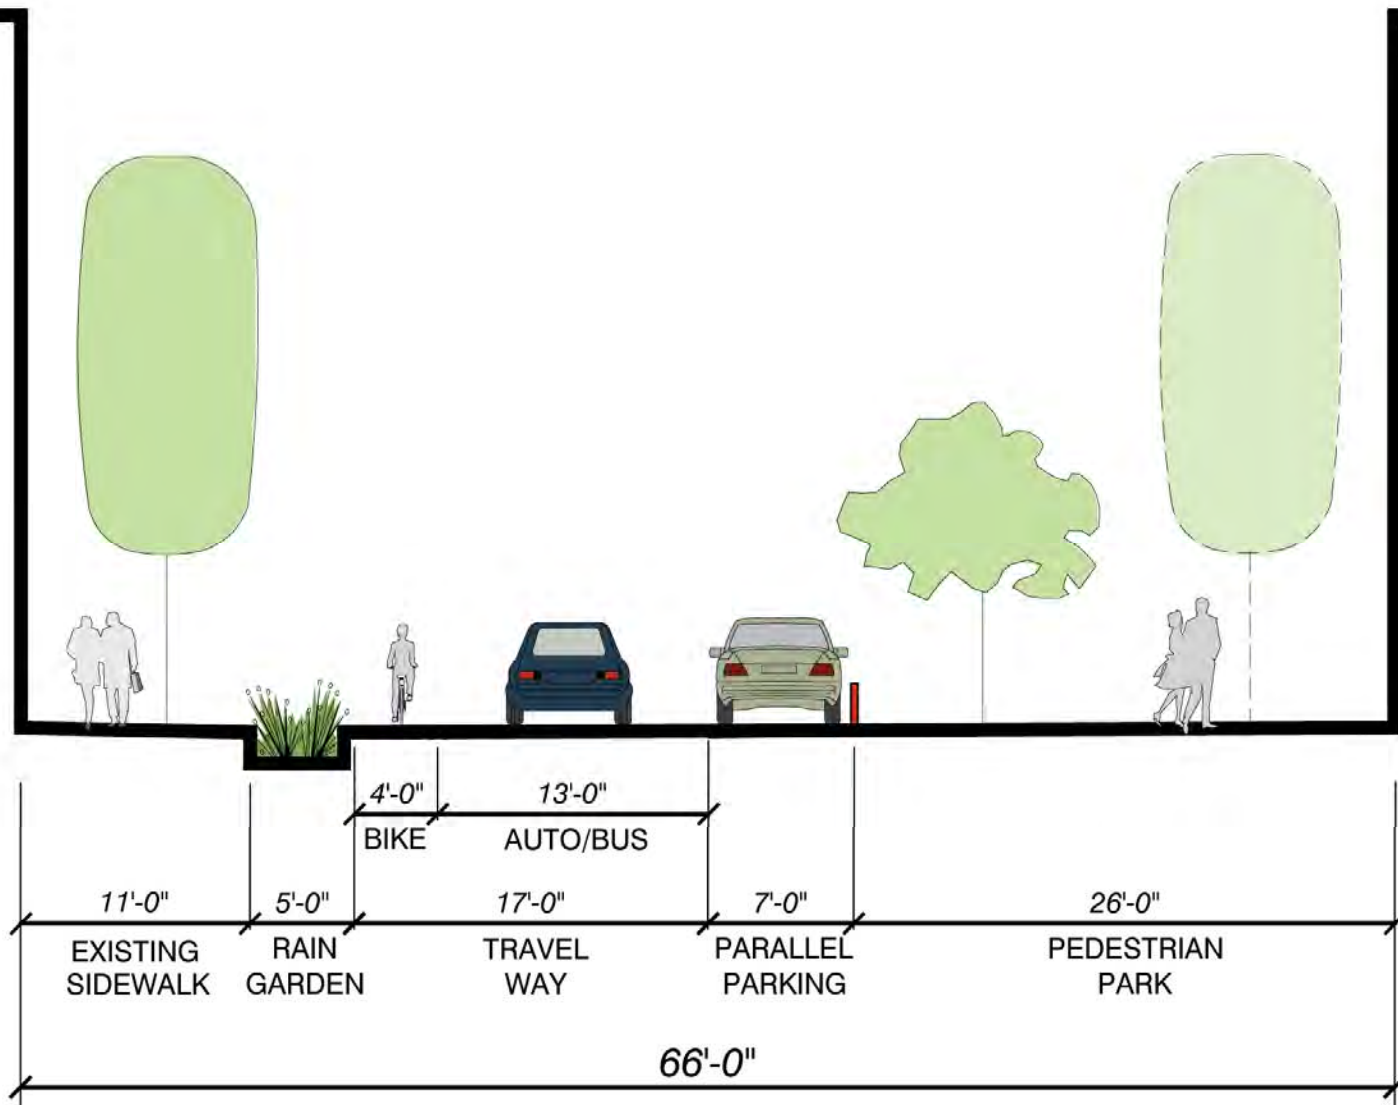 4'-0" 13'-0"
BIKE AUTO/BUS
11'-0" 5'-0" 17'-0" 7'-0" 26'-0"
EXISTING RAIN TRAVEL PARALLEL PEDESTRIAN
SIDEWALK GARDEN WAY PARKING PARK
66'-0"